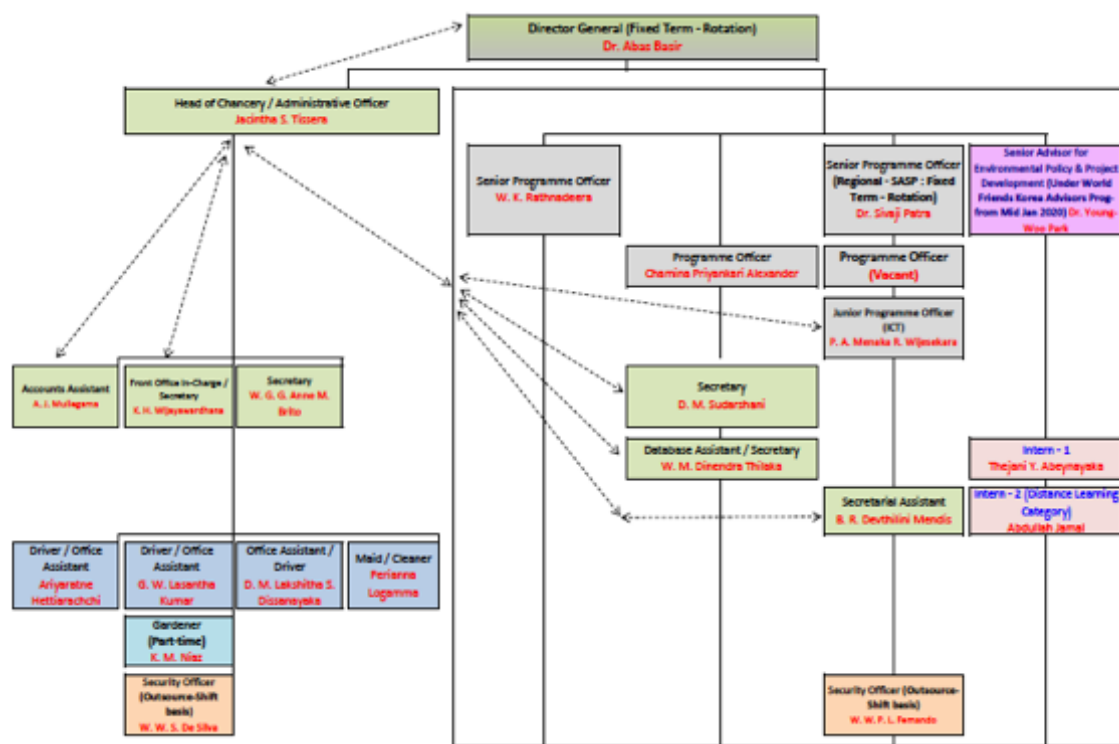 Director General (Fixed Term - Rotation)
Dr. Abas Basir
Head of Chancery / Administrative Officer
Jacintha S. Tissera
Senior Programme Officer
W. K. Rathnadeera
Senior Programme Officer
(Regional - SASP : Fixed
Term - Rotation)
Dr. Sivaji Patra
Senior Advisor for
Environmental Policy & Project
Development (Under World
Friends Korea Advisors Prog-
from Mid Jan 2020) Dr. Young-
Woo Park
Programme Officer
Chamina Priyankari Alexander
Programme Officer
(Vacant)
Junior Programme Officer
(ICT)
P. A. Menaka R. Wijesekara
Accounts Assistant
A. J. Mullegama
Front Office In-Charge /
Secretary
K. H. Wijayawardhana
Secretary
W. G. G. Anne M.
Brito
Secretary
D. M. Sudarshani
Database Assistant / Secretary
W. M. Dinendra Thilaka
Intern - 1
Thejani Y. Abeynayaka
Secretarial Assistant
B. R. Devthilini Mendis
Intern - 2 (Distance Learning
Category)
Abdullah Jamal
Driver / Office
Assistant
Ariyaratne
Hettiarachchi
Driver / Office
Assistant
G. W. Lasantha
Kumar
Office Assistant /
Driver
D. M. Lakshitha S.
Dissanayaka
Maid / Cleaner
Perianna
Logamma
Gardener
(Part-time)
K. M. Niaz
Security Officer
(Outsource-Shift
basis)
W. W. S. De Silva
Security Officer (Outsource-
Shift basis)
W. W. P. L. Fernando